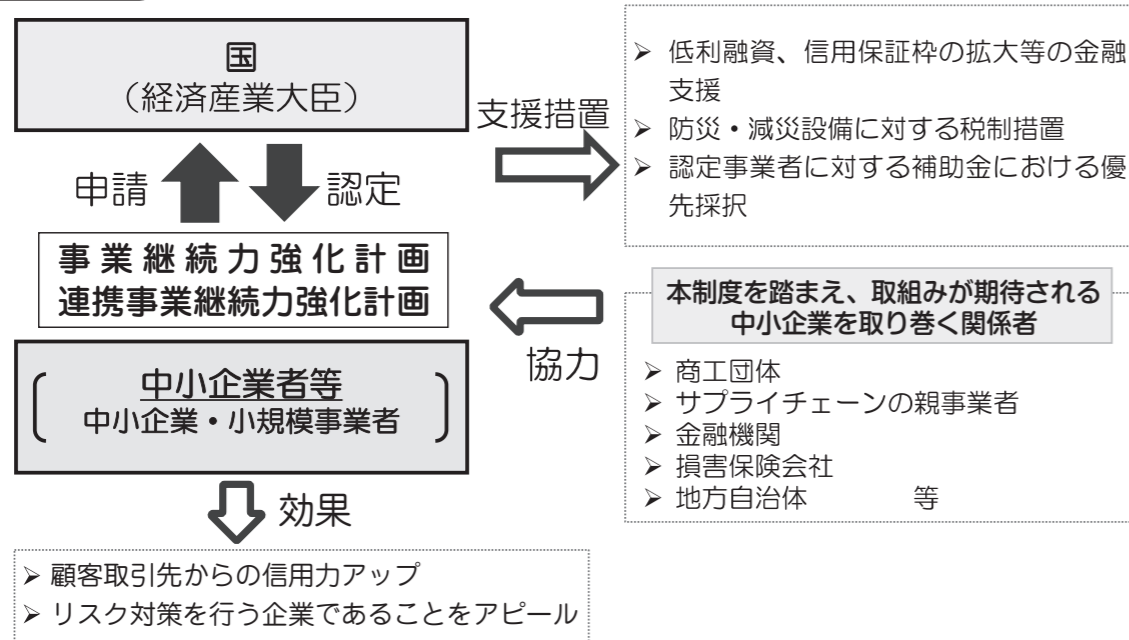 国
（経済産業大臣）
申請
認定
事業継続力強化計画
連携事業継続力強化計画
中小企業者等
中小企業・小規模事業者
効果
➢ 顧客取引先からの信用力アップ
➢ リスク対策を行う企業であることをアピール
支援措置
➢ 低利融資、信用保証枠の拡大等の金融
支援
➢ 防災・減災設備に対する税制措置
➢ 認定事業者に対する補助金における優
先採択
協力
本制度を踏まえ、取組みが期待される
中小企業を取り巻く関係者
➢ 商工団体
➢ サプライチェーンの親事業者
➢ 金融機関
➢ 損害保険会社
➢ 地方自治体 等